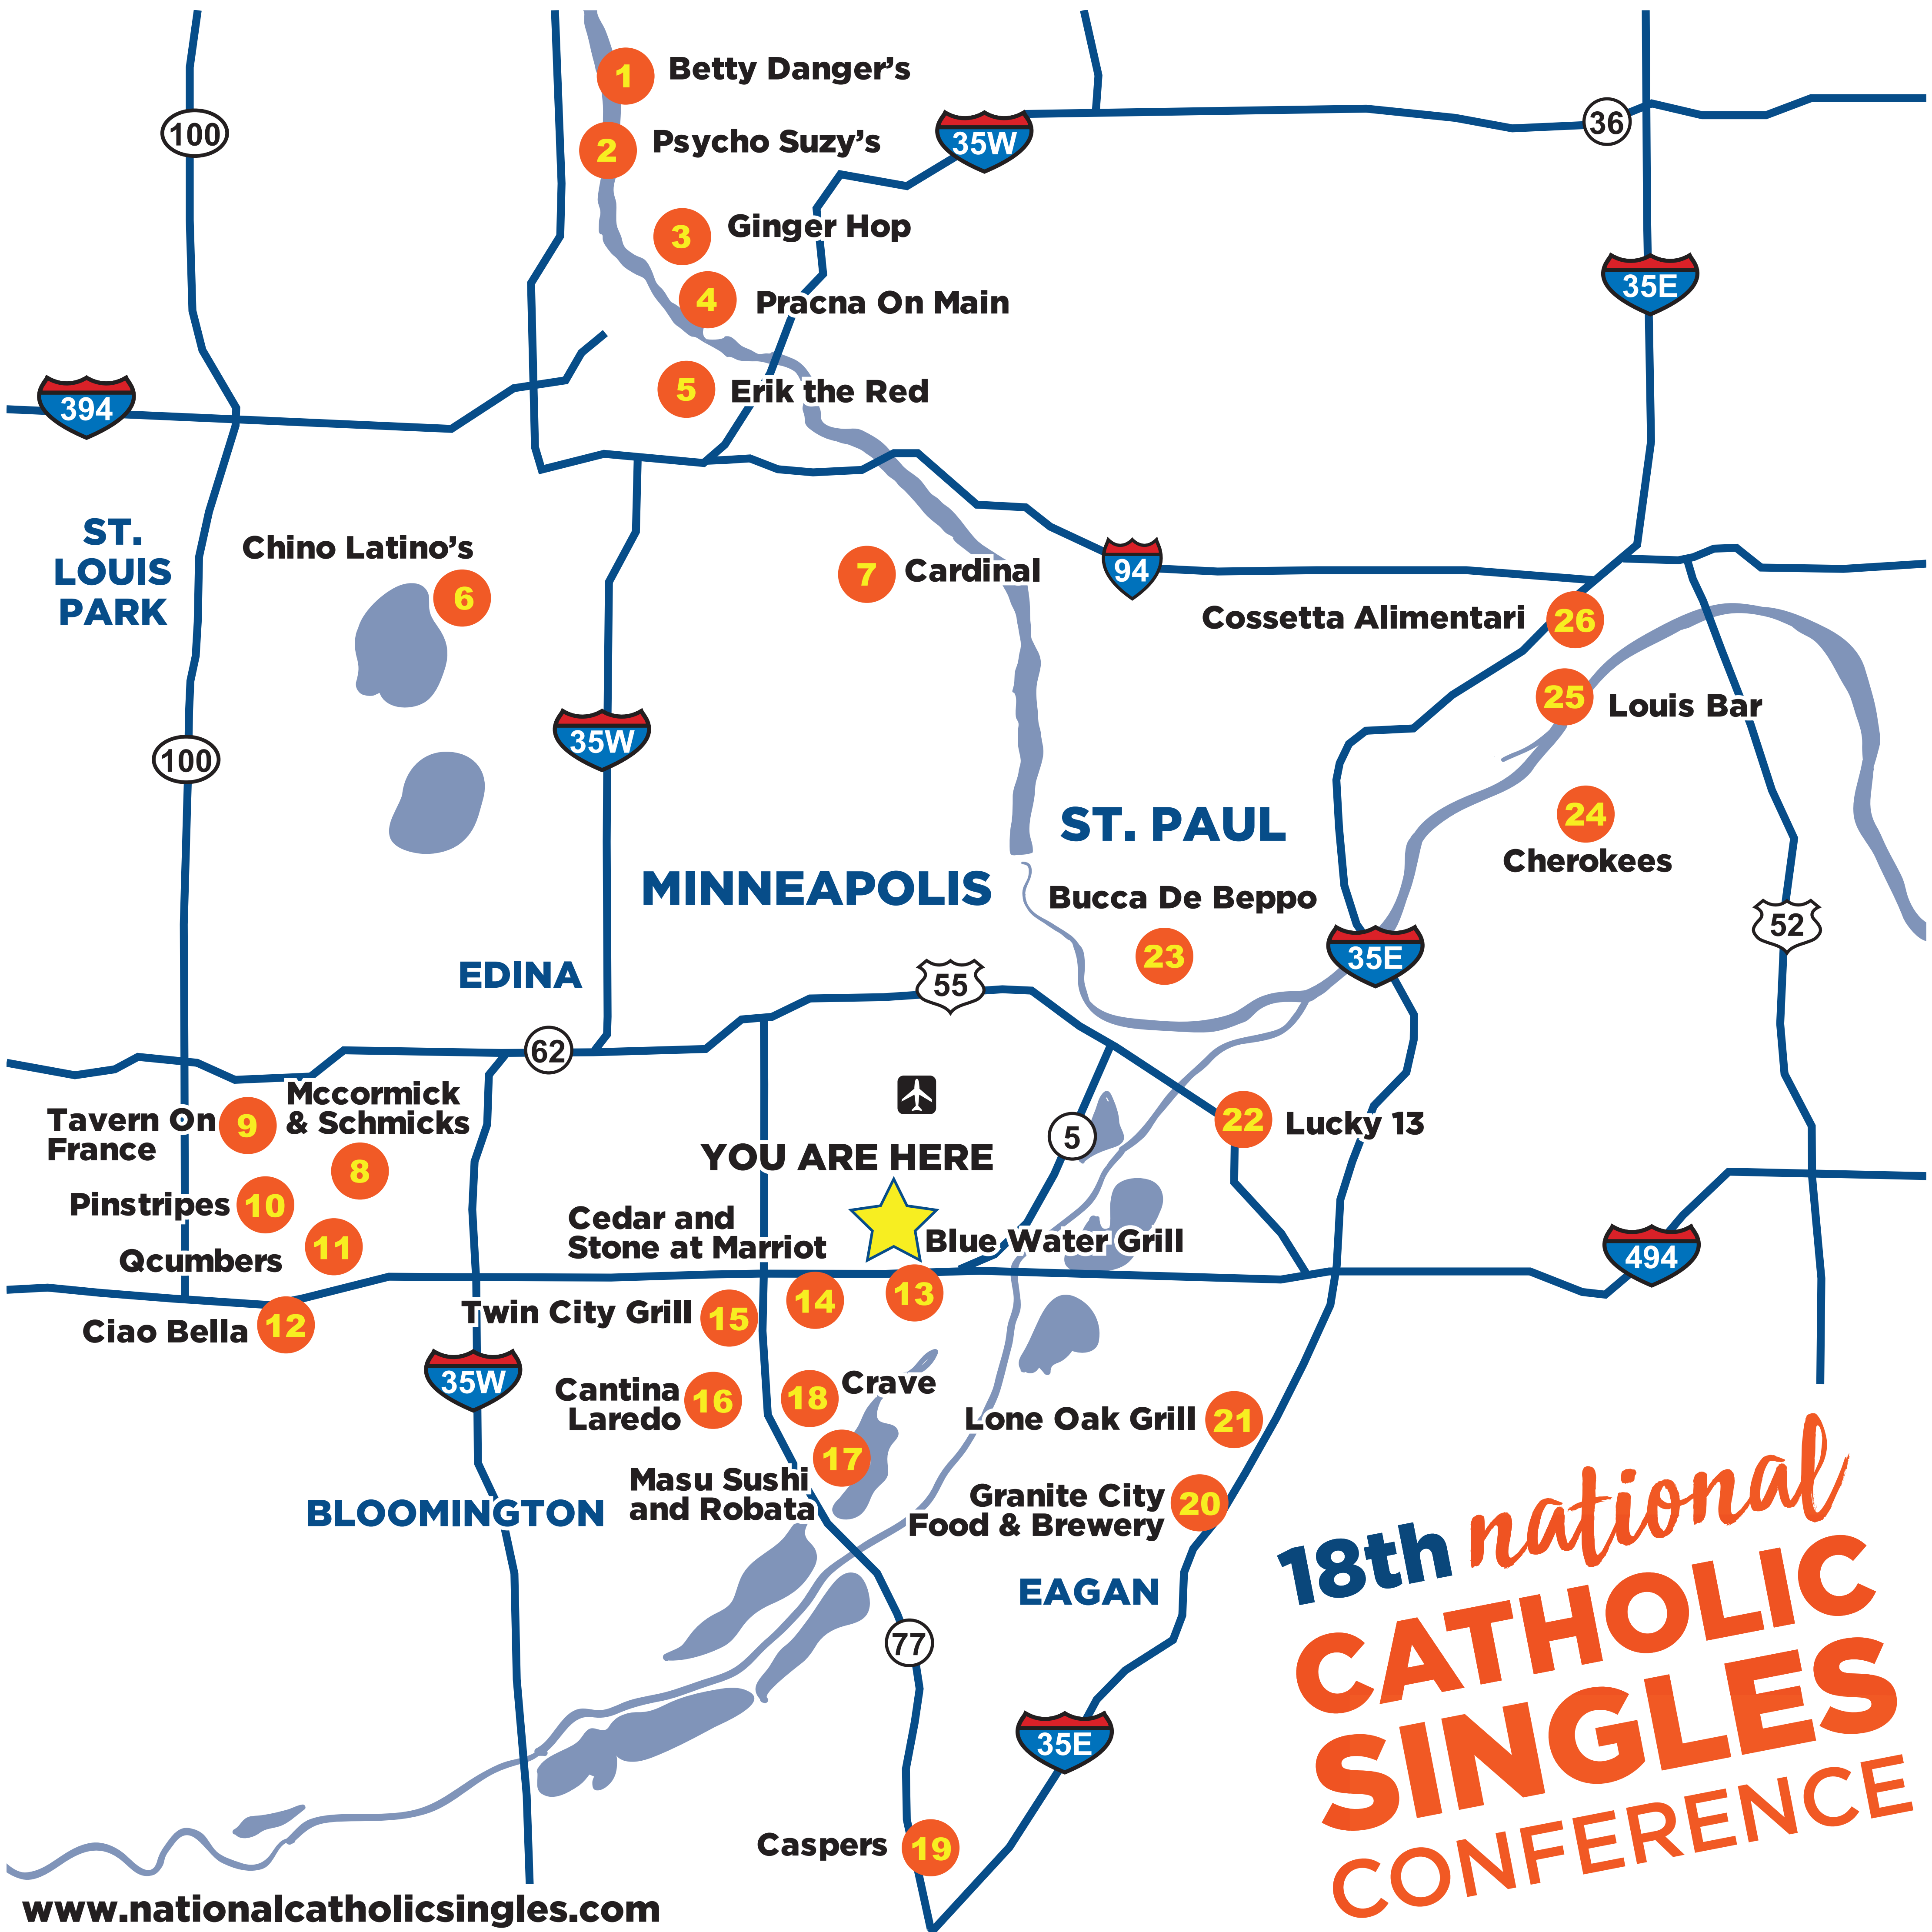 1 Betty Danger's
100
35W
36
2 Psycho Suzy's
3 Ginger Hop
35E
4 Pracna On Main
394
5 Erik the Red
ST.
LOUIS
PARK
Chino Latino's
6
7 Cardinal
94
Cossetta Alimentari 26
25 Louis Bar
35W
100
24
Cherokees
ST. PAUL
MINNEAPOLIS
Bucca De Beppo
23
52
35E
EDINA
55
62
Mccormick
& Schmicks
8
Tavern On
France
9
5
22 Lucky 13
YOU ARE HERE
Pinstripes 10
Cedar and
Stone at Marriot
14
Blue Water Grill
13
Qcumbers 11
494
Twin City Grill 15
Ciao Bella 12
35W
Cantina
Laredo
16
18 Crave
Lone Oak Grill 21
17
Masu Sushi
and Robata
Granite City
Food & Brewery
20
BLOOMINGTON
EAGAN
77
35E
Caspers 19
18th national
CATHOLIC
SINGLES
CONFERENCE
www.nationalcatholicsingles.com